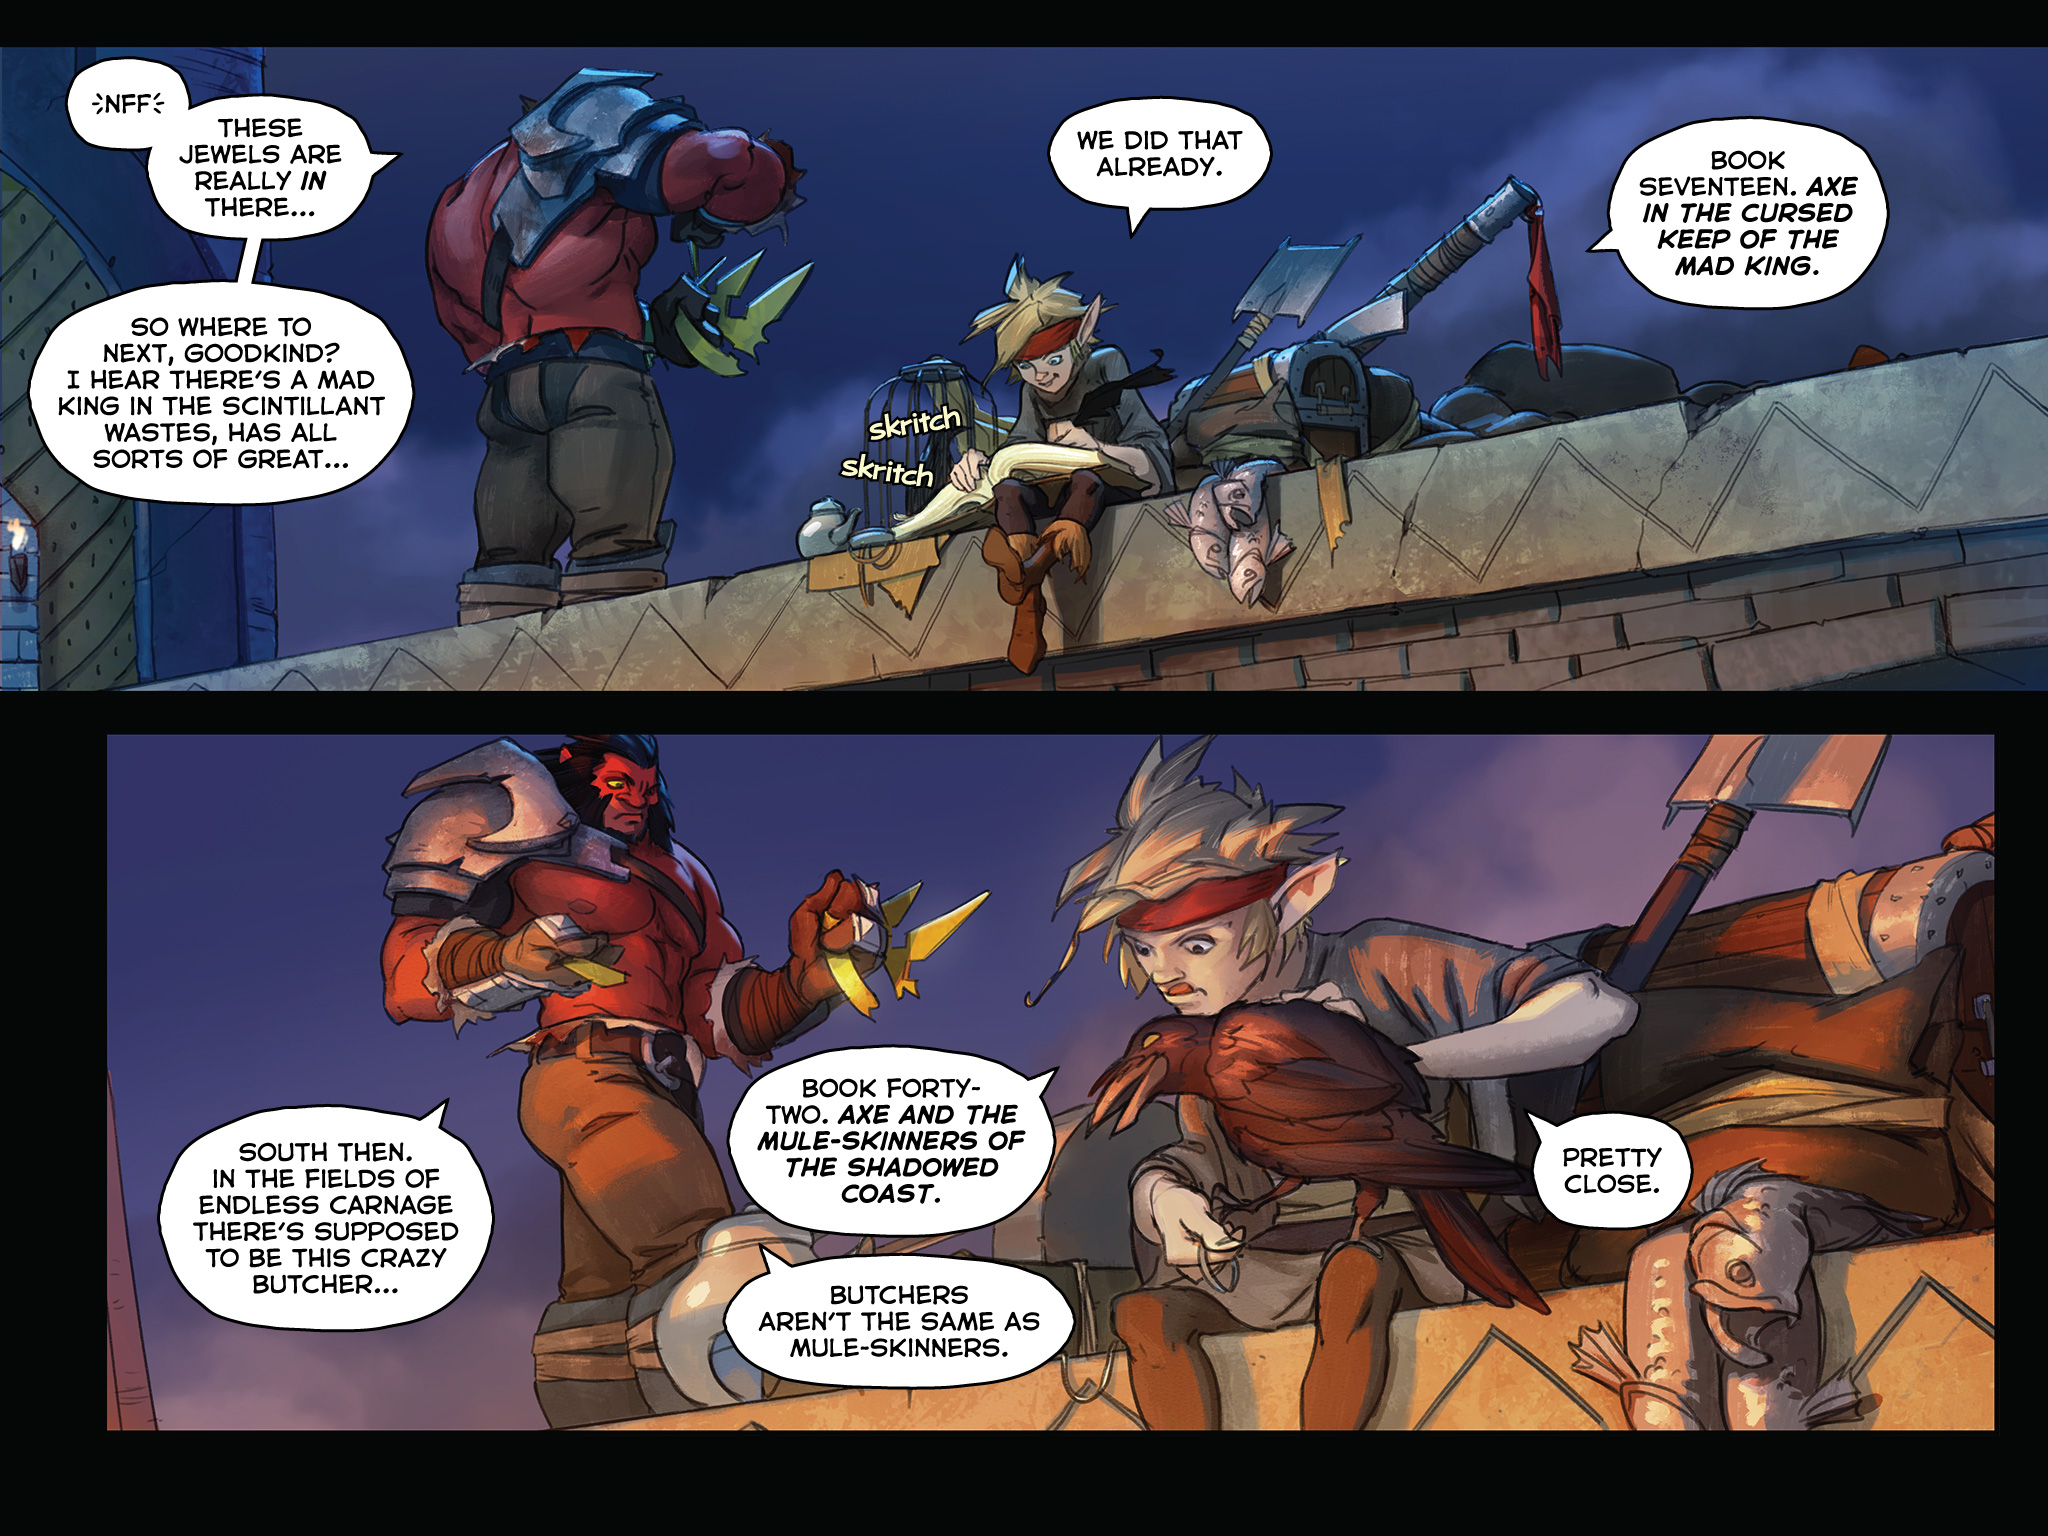 NFF
THESE
JEWELS ARE
REALLY IN
THERE...
SO WHERE TO
NEXT, GOODKIND?
I HEAR THERE'S A MAD
KING IN THE SCINTILLANT
WASTES, HAS ALL
SORTS OF GREAT...
skritch
skritch
WE DID THAT
ALREADY.
BOOK
SEVENTEEN. AXE
IN THE CURSED
KEEP OF THE
MAD KING.
SOUTH THEN.
IN THE FIELDS OF
ENDLESS CARNAGE
THERE'S SUPPOSED
TO BE THIS CRAZY
BUTCHER...
BOOK FORTY-
TWO. AXE AND THE
MULE-SKINNERS OF
THE SHADOWED
COAST.
BUTCHERS
AREN'T THE SAME AS
MULE-SKINNERS.
PRETTY
CLOSE.